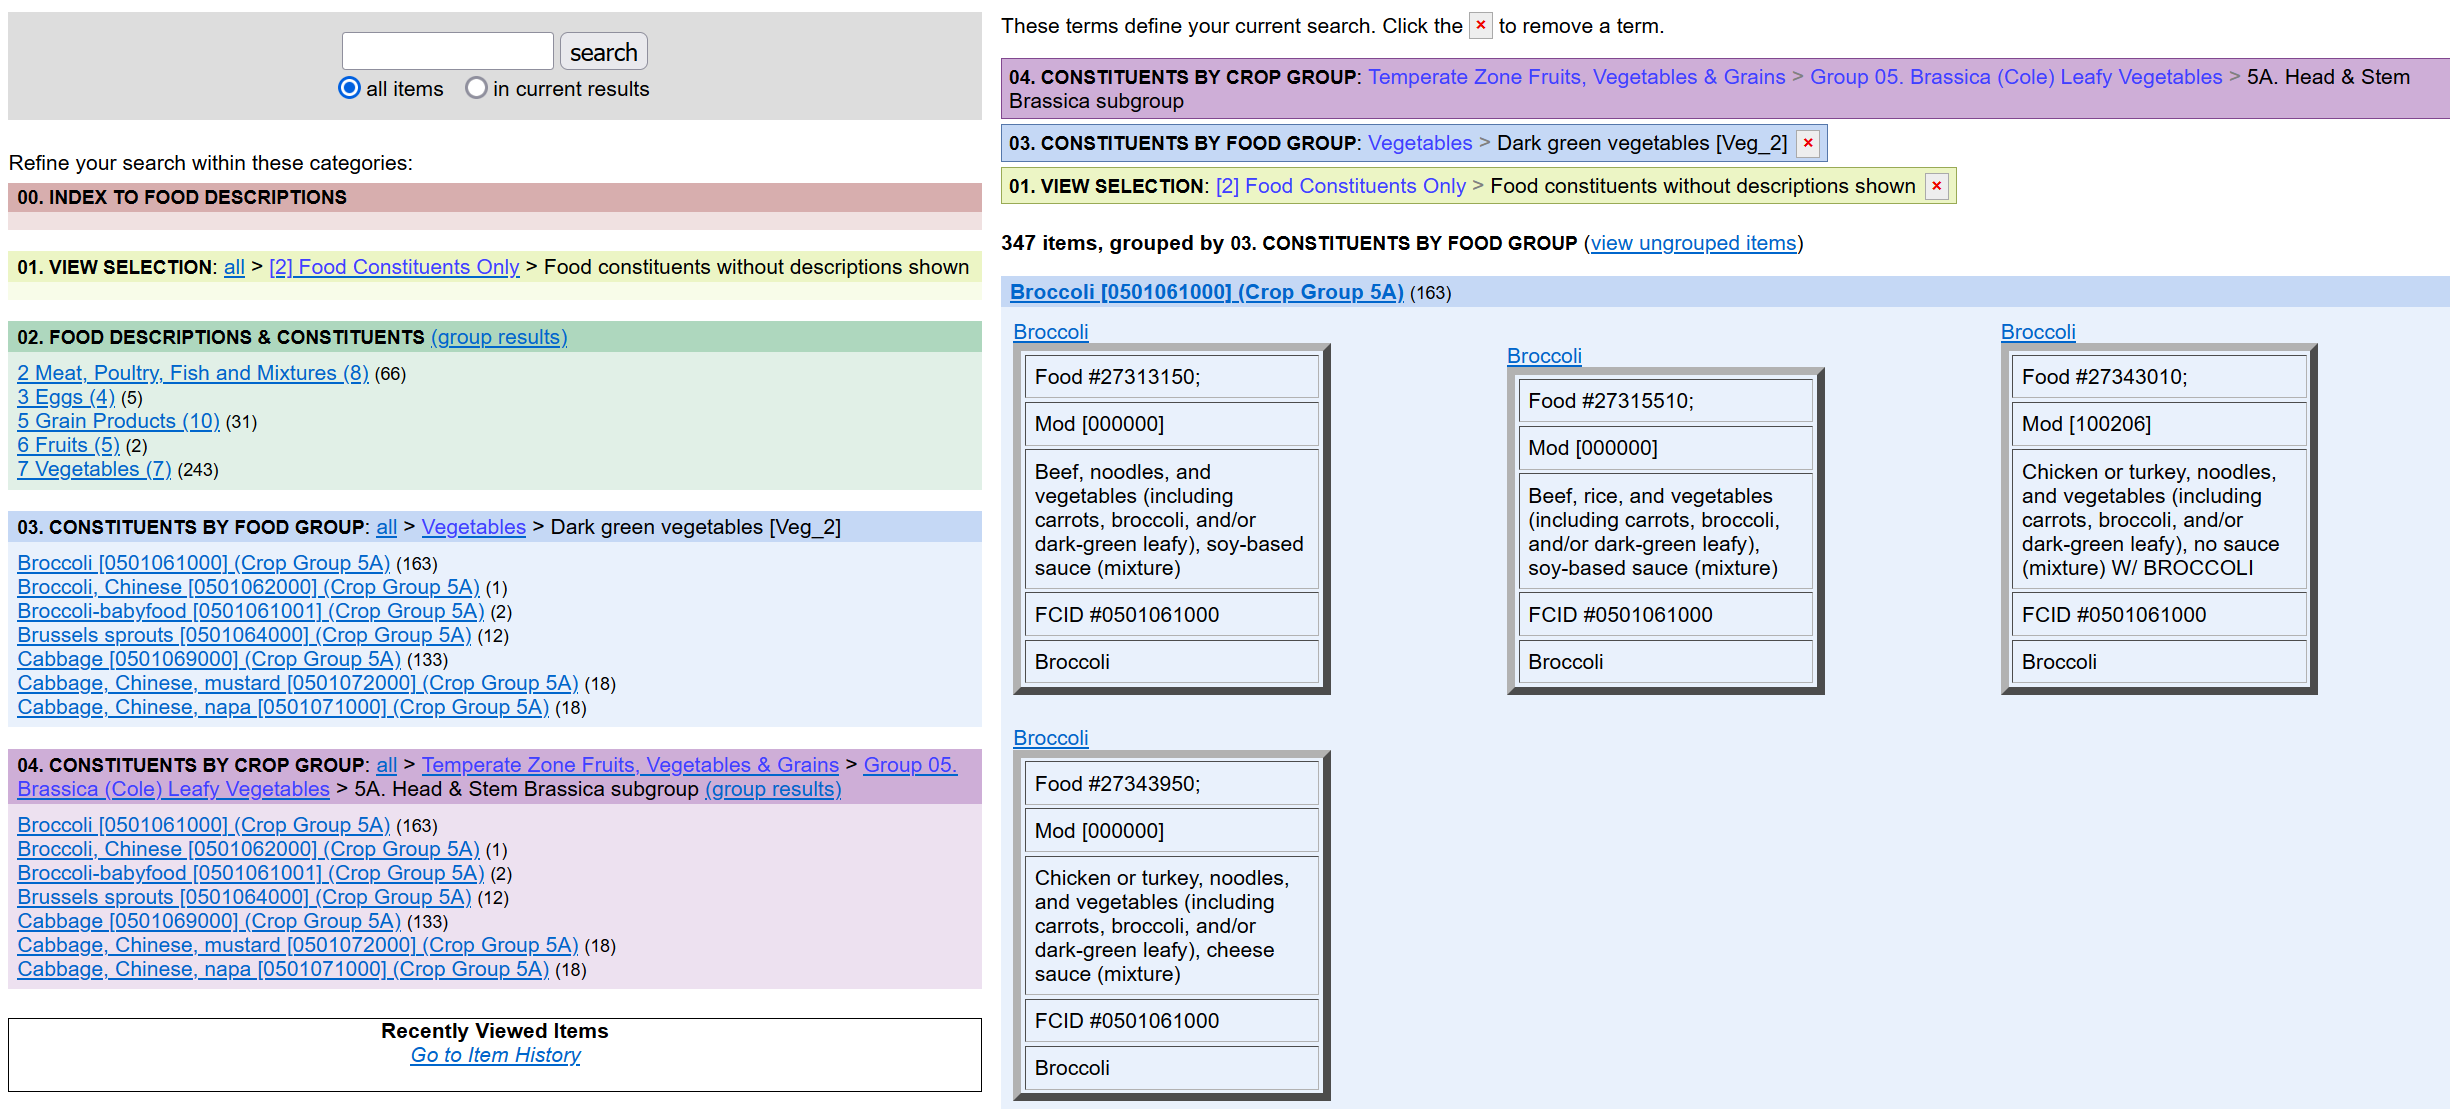 search
all items in current results
Refine your search within these categories:
00. INDEX TO FOOD DESCRIPTIONS
01. VIEW SELECTION: all > [2] Food Constituents Only > Food constituents without descriptions shown
02. FOOD DESCRIPTIONS & CONSTITUENTS (group results)
2 Meat, Poultry, Fish and Mixtures (8) (66)
3 Eggs (4) (5)
5 Grain Products (10) (31)
6 Fruits (5) (2)
7 Vegetables (7) (243)
03. CONSTITUENTS BY FOOD GROUP: all > Vegetables > Dark green vegetables [Veg_2]
Broccoli [0501061000] (Crop Group 5A) (163)
Broccoli, Chinese [0501062000] (Crop Group 5A) (1)
Broccoli-babyfood [0501061001] (Crop Group 5A) (2)
Brussels sprouts [0501064000] (Crop Group 5A) (12)
Cabbage [0501069000] (Crop Group 5A) (133)
Cabbage, Chinese, mustard [0501072000] (Crop Group 5A) (18)
Cabbage, Chinese, napa [0501071000] (Crop Group 5A) (18)
04. CONSTITUENTS BY CROP GROUP: all > Temperate Zone Fruits, Vegetables & Grains > Group 05.
Brassica (Cole) Leafy Vegetables > 5A. Head & Stem Brassica subgroup (group results)
Broccoli [0501061000] (Crop Group 5A) (163)
Broccoli, Chinese [0501062000] (Crop Group 5A) (1)
Broccoli-babyfood [0501061001] (Crop Group 5A) (2)
Brussels sprouts [0501064000] (Crop Group 5A) (12)
Cabbage [0501069000] (Crop Group 5A) (133)
Cabbage, Chinese, mustard [0501072000] (Crop Group 5A) (18)
Cabbage, Chinese, napa [0501071000] (Crop Group 5A) (18)
Recently Viewed Items
Go to Item History
These terms define your current search. Click the × to remove a term.
04. CONSTITUENTS BY CROP GROUP: Temperate Zone Fruits, Vegetables & Grains > Group 05. Brassica (Cole) Leafy Vegetables > 5A. Head & Stem
Brassica subgroup
03. CONSTITUENTS BY FOOD GROUP: Vegetables > Dark green vegetables [Veg_2] ×
01. VIEW SELECTION: [2] Food Constituents Only > Food constituents without descriptions shown ×
347 items, grouped by 03. CONSTITUENTS BY FOOD GROUP (view ungrouped items)
Broccoli [0501061000] (Crop Group 5A) (163)
Broccoli
Food #27313150;
Mod [000000]
Beef, noodles, and
vegetables (including
carrots, broccoli, and/or
dark-green leafy), soy-based
sauce (mixture)
FCID #0501061000
Broccoli
Broccoli
Food #27315510;
Mod [000000]
Beef, rice, and vegetables
(including carrots, broccoli,
and/or dark-green leafy),
soy-based sauce (mixture)
FCID #0501061000
Broccoli
Broccoli
Food #27343010;
Mod [100206]
Chicken or turkey, noodles,
and vegetables (including
carrots, broccoli, and/or
dark-green leafy), no sauce
(mixture) W/ BROCCOLI
FCID #0501061000
Broccoli
Broccoli
Food #27343950;
Mod [000000]
Chicken or turkey, noodles,
and vegetables (including
carrots, broccoli, and/or
dark-green leafy), cheese
sauce (mixture)
FCID #0501061000
Broccoli